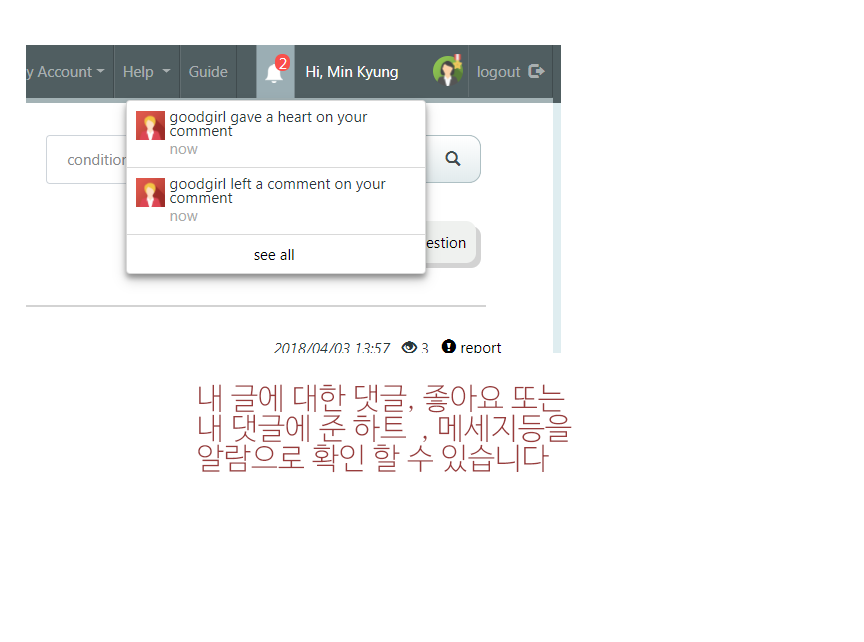 y Account Help Guide 2 Hi, Min Kyung logout
goodgirl gave a heart on your
comment
now
condition
goodgirl left a comment on your
comment
now
estion
see all
2018/04/03 13:57 3 report
내 글에 대한 댓글, 좋아요 또는
내 댓글에 준 하트 , 메세지등을
알람으로 확인 할 수 있습니다